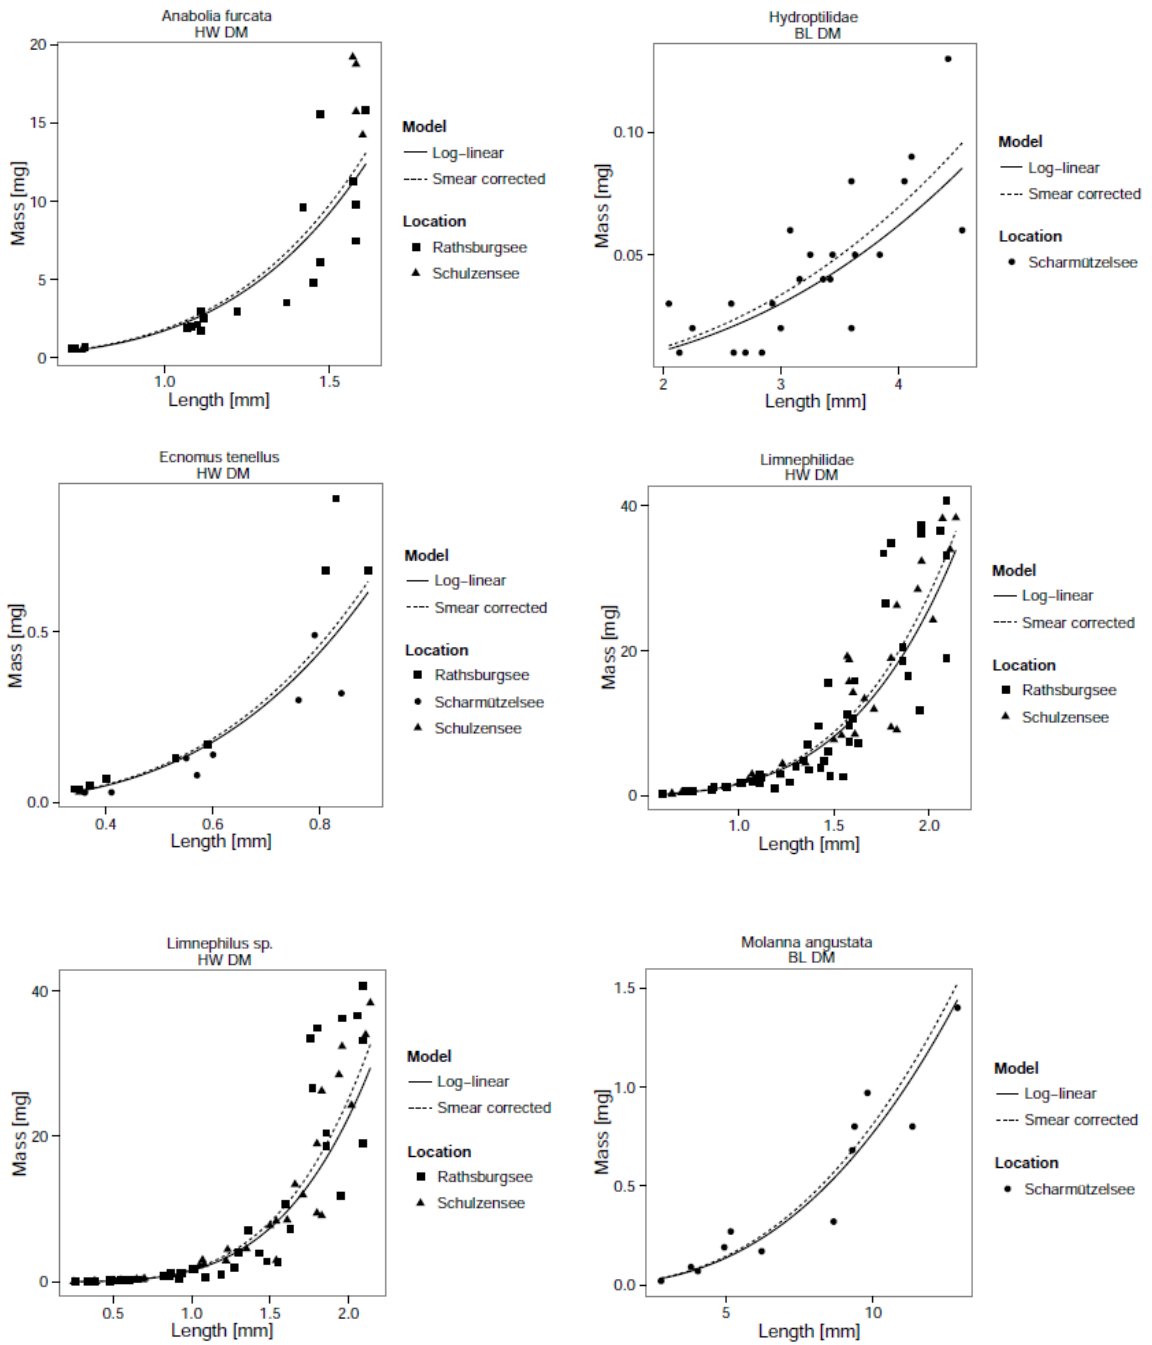 Anabolia furcata
HW DM
20
15
10
5
0
1.0
1.5
Mass [mg]
Length [mm]
Model
Log-linear
Smear corrected
Location
Rathsburgsee
Schulzensee
Hydroptilidae
BL DM
0.10
0.05
2
3
4
Mass [mg]
Length [mm]
Model
Log-linear
Smear corrected
Location
Scharmützelsee
Ecnomus tenellus
HW DM
0.5
0.0
0.4
0.6
0.8
Mass [mg]
Length [mm]
Model
Log-linear
Smear corrected
Location
Rathsburgsee
Scharmützelsee
Schulzensee
Limnephilidae
HW DM
40
20
0
1.0
1.5
2.0
Mass [mg]
Length [mm]
Model
Log-linear
Smear corrected
Location
Rathsburgsee
Schulzensee
Limnephilus sp.
HW DM
40
20
0
0.5
1.0
1.5
2.0
Mass [mg]
Length [mm]
Model
Log-linear
Smear corrected
Location
Rathsburgsee
Schulzensee
Molanna angustata
BL DM
1.5
1.0
0.5
0.0
5
10
Mass [mg]
Length [mm]
Model
Log-linear
Smear corrected
Location
Scharmützelsee